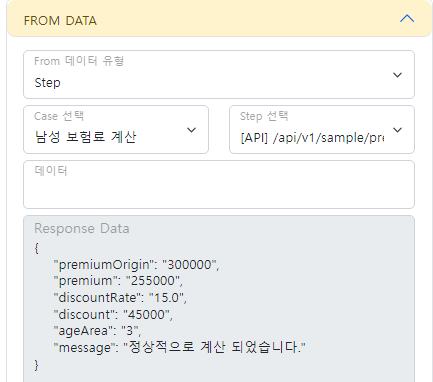 FROM DATA
From 데이터 유형
Step
Case 선택
남성 보험료 계산
Step 선택
[API] /api/v1/sample/pre
데이터
Response Data
{
"premiumOrigin": "300000",
"premium": "255000",
"discountRate": "15.0",
"discount": "45000",
"ageArea": "3",
"message": "정상적으로 계산 되었습니다."
}